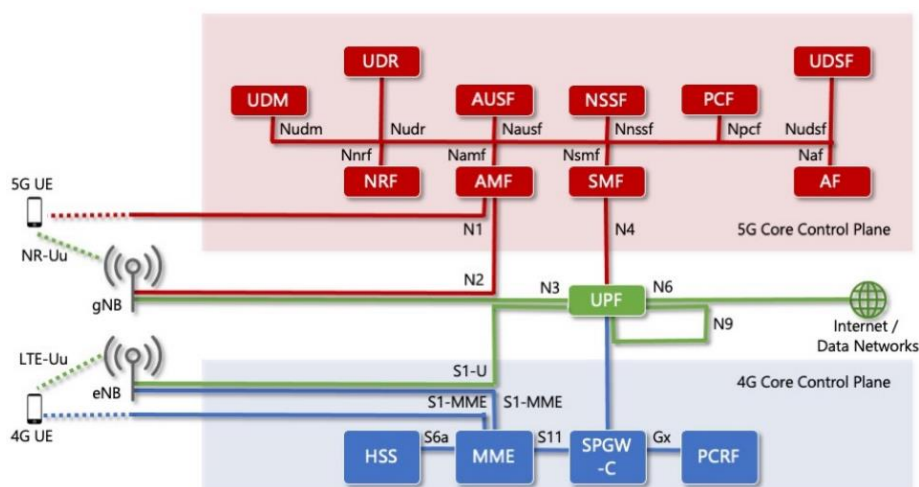 UDR
UDSF
UDM
AUSF
NSSF
PCF
Nudm
Nudr
Nausf
Nnssf
Npcf
Nudsf
Nnrf
Namf
Nsmf
Naf
NRF
AMF
SMF
AF
5G UE
N1
N4
5G Core Control Plane
NR-Uu
N2
N3
UPF
N6
gNB
N9
Internet /
Data Networks
LTE-Uu
S1-U
4G Core Control Plane
eNB
S1-MME
S1-MME
4G UE
HSS
S6a
MME
S11
SPGW
-C
Gx
PCRF